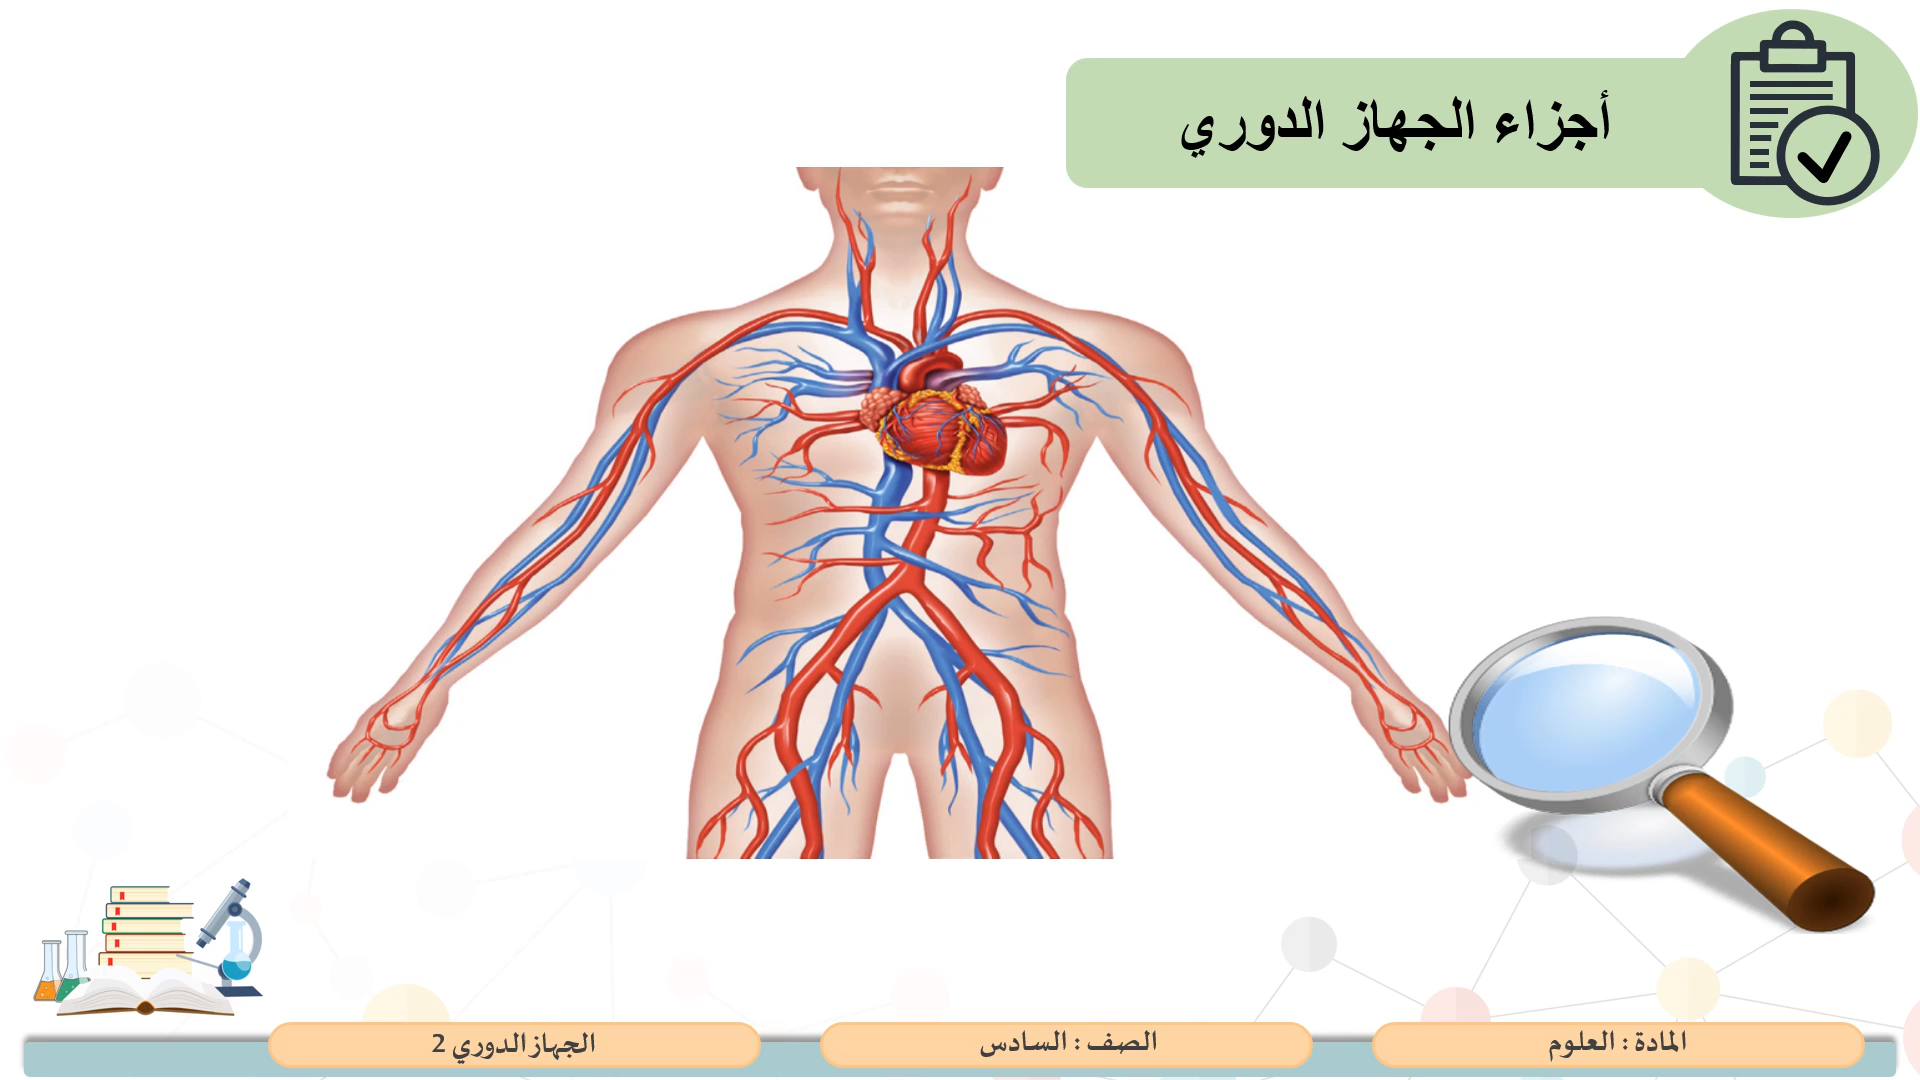 أجزاء الجهاز الدوري
المادة : العلوم
الصف : السادس
الجهاز الدوري 2